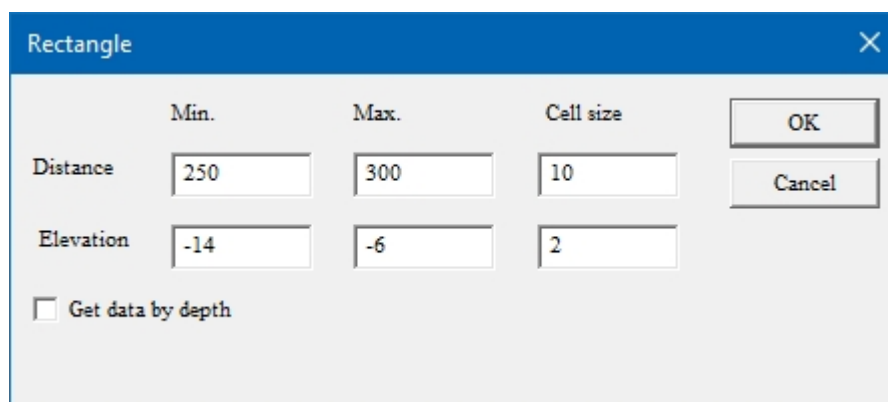 Rectangle
Min. Max. Cell size OK
Distance 250 300 10
Cancel
Elevation -14 -6 2
Get data by depth